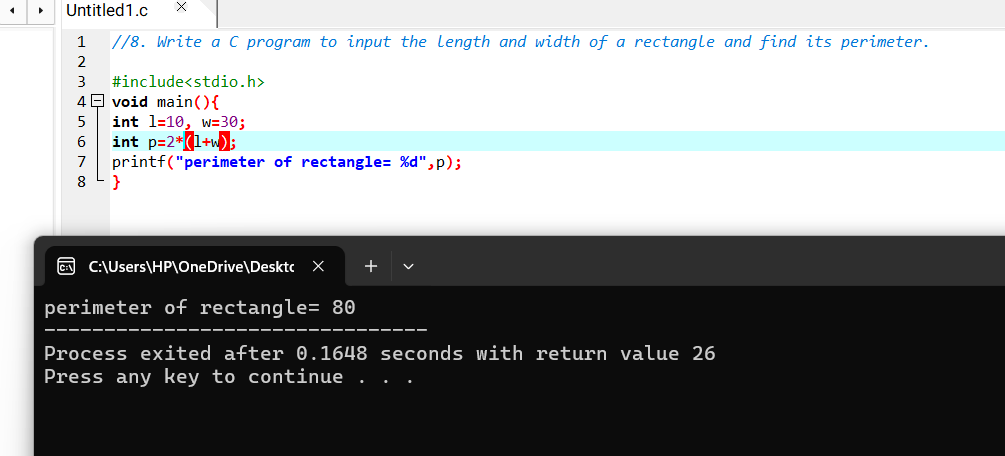 Untitled1.c
1 //8. Write a C program to input the length and width of a rectangle and find its perimeter.
2
3 #include<stdio.h>
4 void main(){
5 int l=10, w=30;
6 int p=2*(l+w);
7 printf("perimeter of rectangle= %d",p);
8 }
C:\Users\HP\OneDrive\Deskto
perimeter of rectangle= 80
--------------------------------
Process exited after 0.1648 seconds with return value 26
Press any key to continue . . .